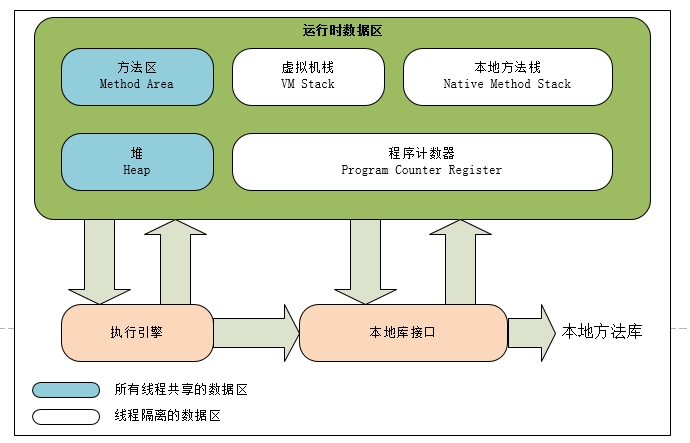 运行时数据区
方法区
Method Area
虚拟机栈
VM Stack
本地方法栈
Native Method Stack
堆
Heap
程序计数器
Program Counter Register
执行引擎
本地库接口
本地方法库
所有线程共享的数据区
线程隔离的数据区